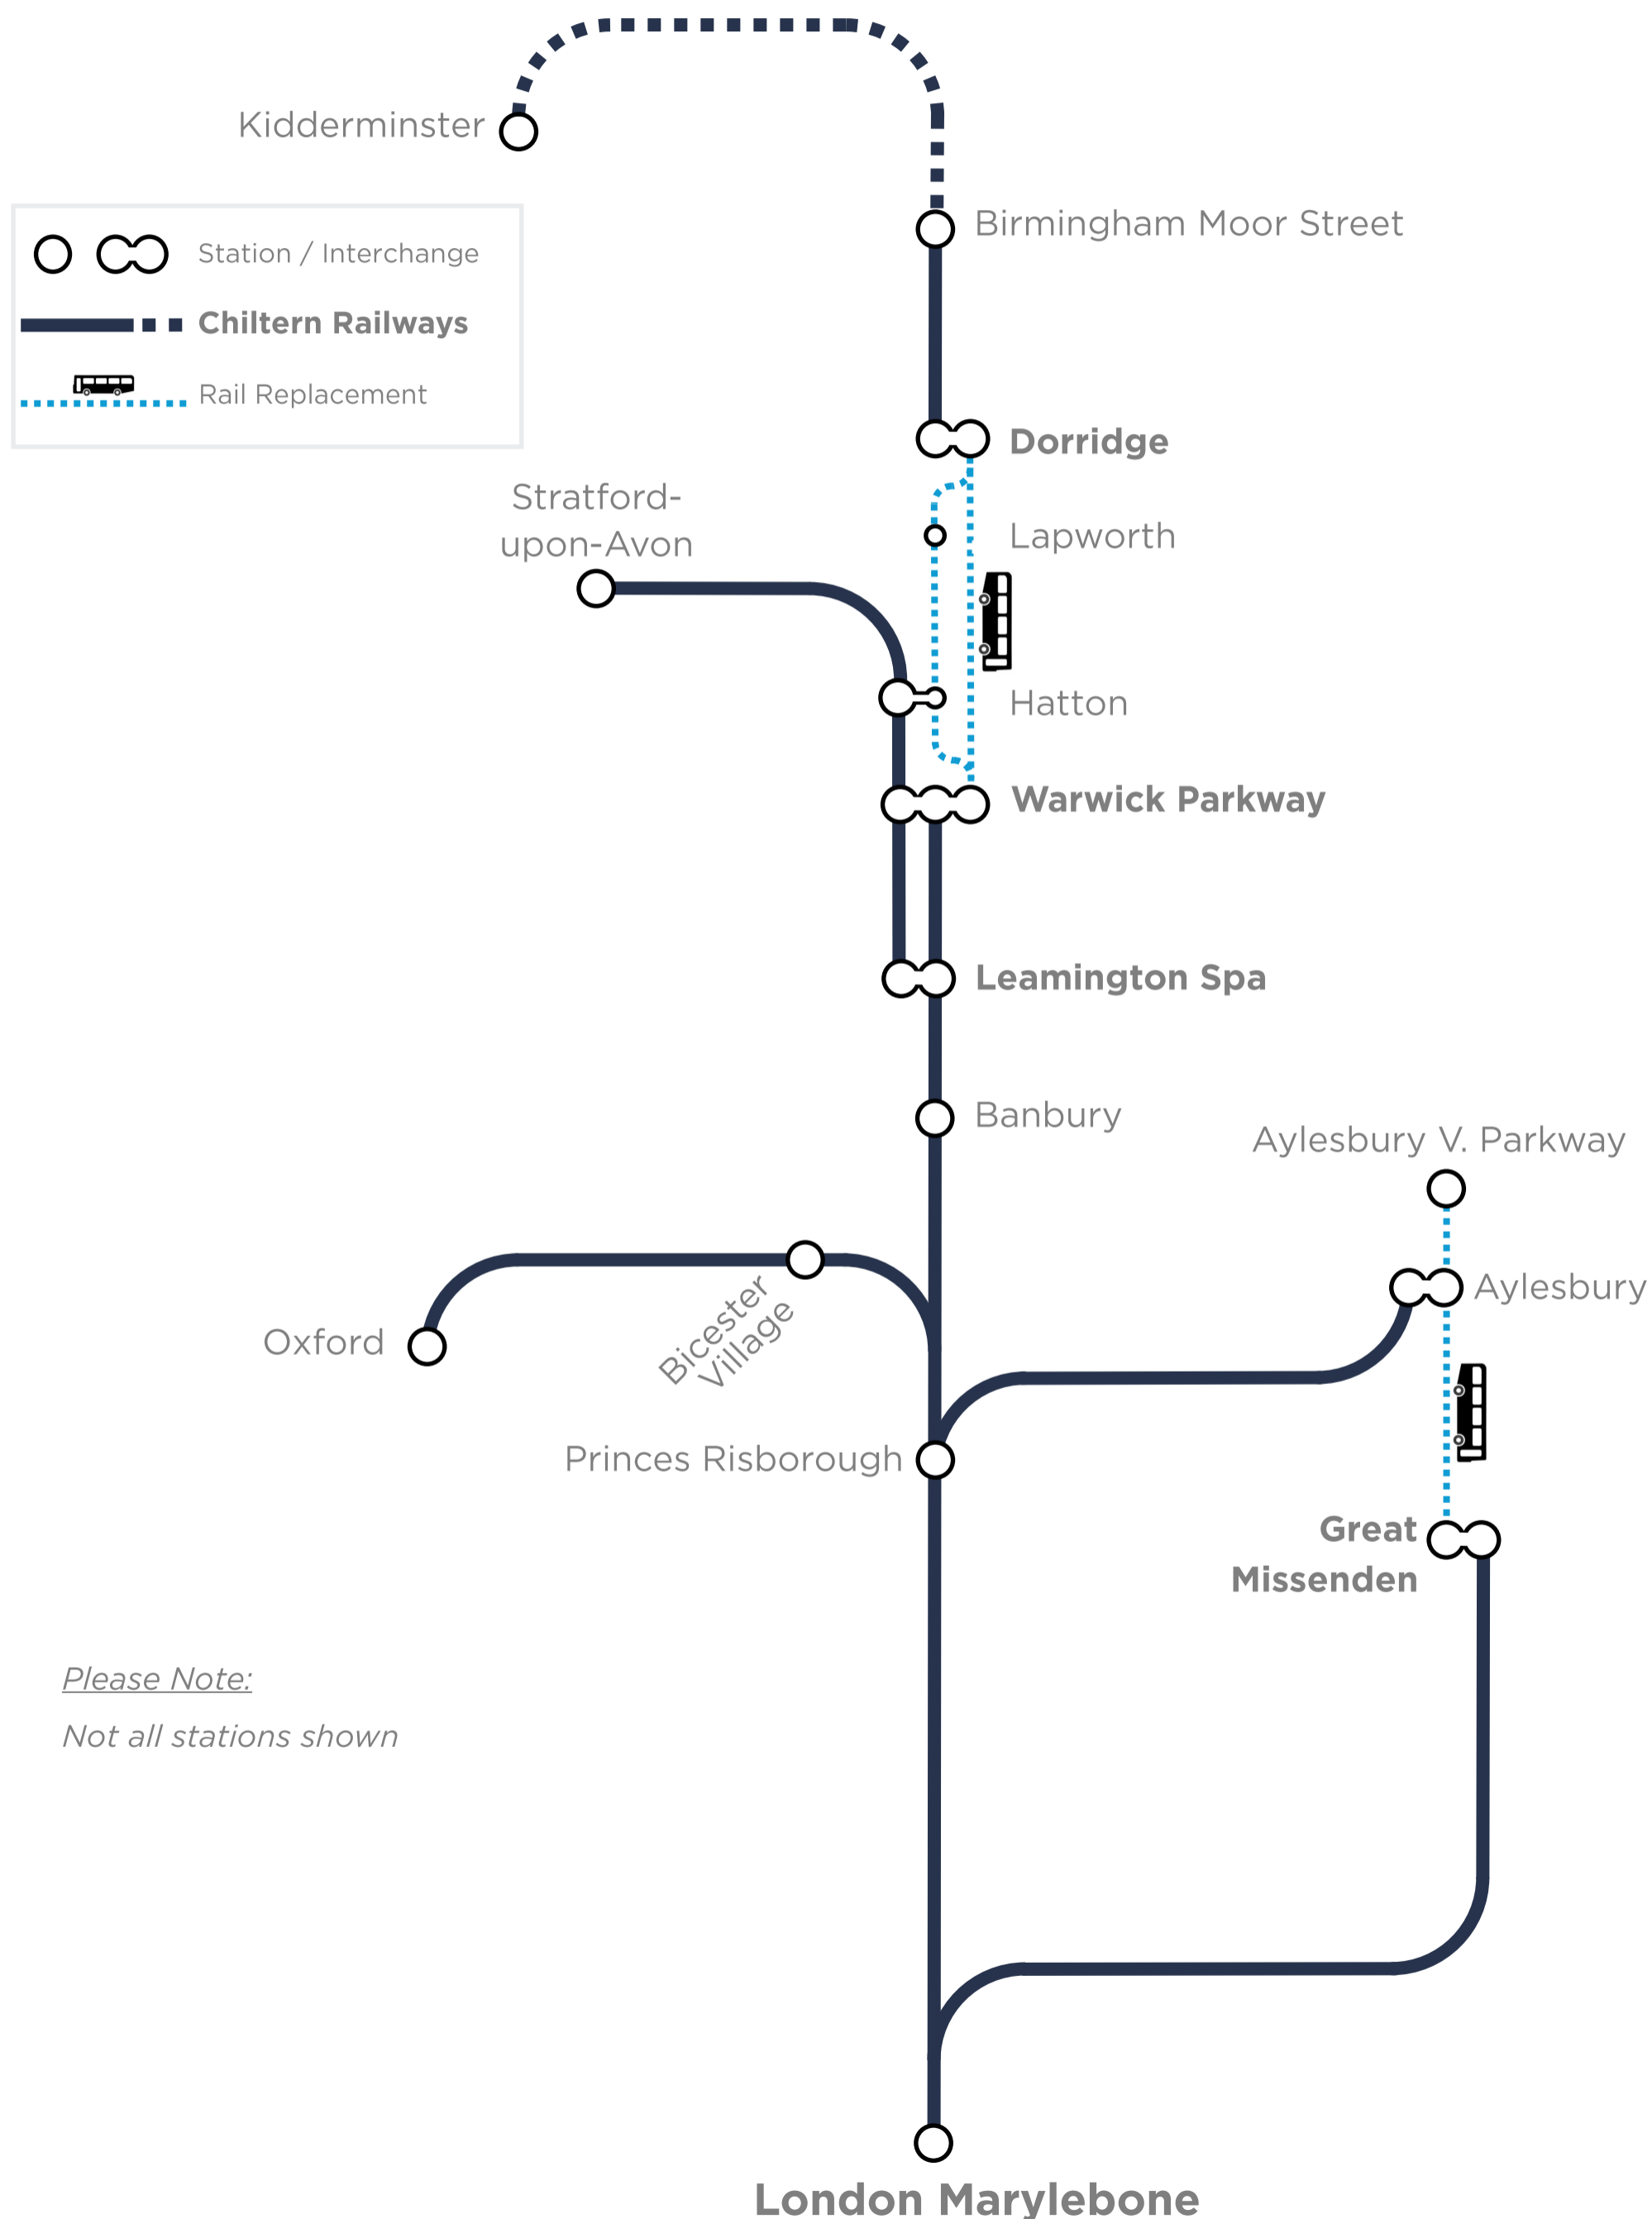 Kidderminster
Birmingham Moor Street
Station / Interchange
Chiltern Railways
Rail Replacement
Dorridge
Stratford-
upon-Avon
Lapworth
Hatton
Warwick Parkway
Leamington Spa
Banbury
Aylesbury V. Parkway
Aylesbury
Bicester
Village
Oxford
Princes Risborough
Great
Missenden
Please Note:
Not all stations shown
London Marylebone